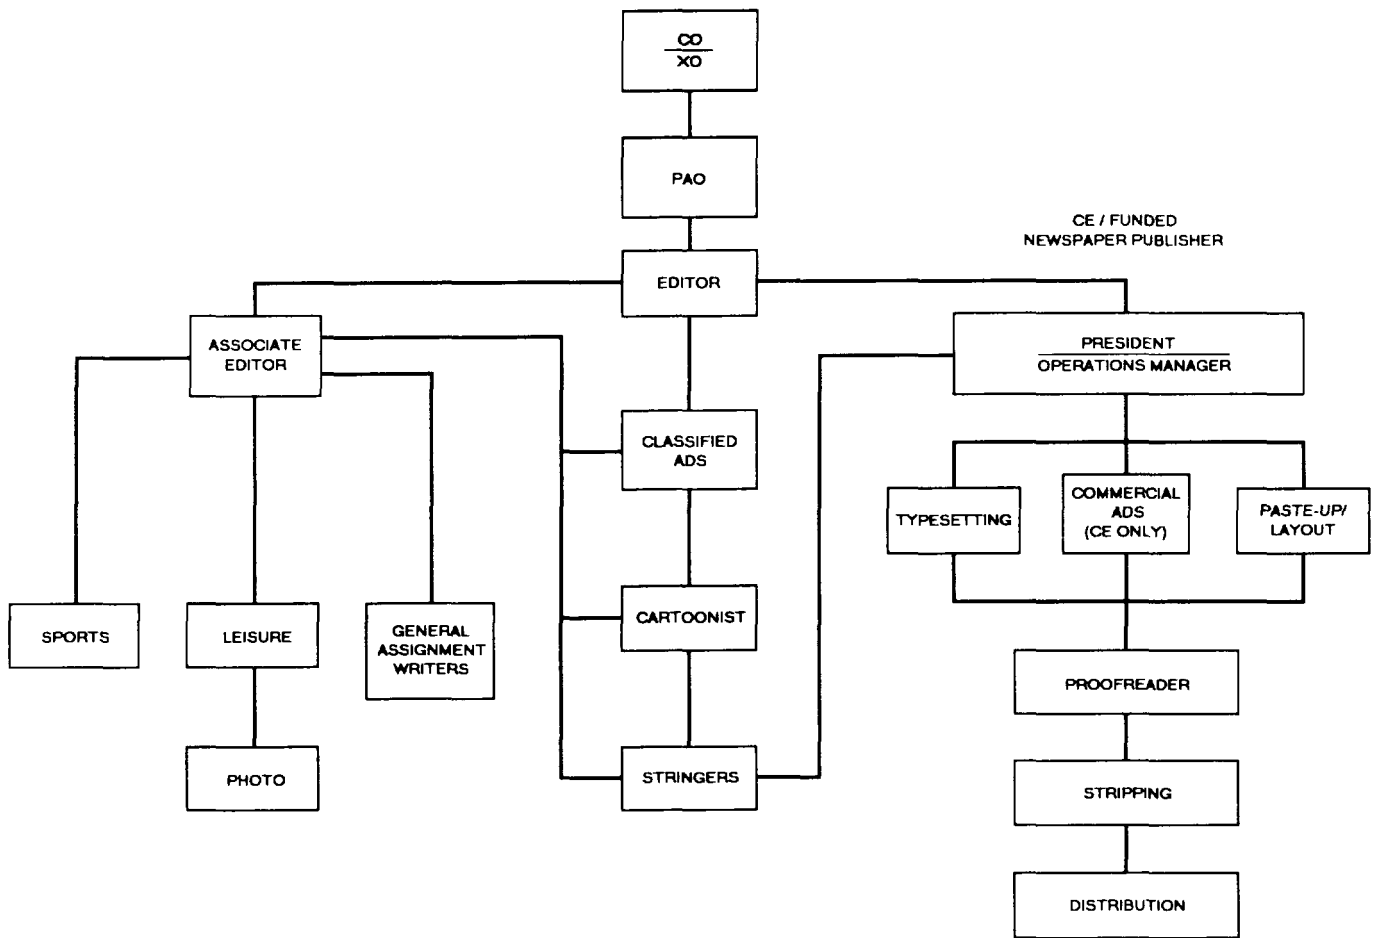 CO
XO
PAO
CE / FUNDED
NEWSPAPER PUBLISHER
EDITOR
ASSOCIATE
EDITOR
PRESIDENT
OPERATIONS MANAGER
CLASSIFIED
ADS
TYPESETTING
COMMERCIAL
ADS
(CE ONLY)
PASTE-UP/
LAYOUT
SPORTS
LEISURE
GENERAL
ASSIGNMENT
WRITERS
CARTOONIST
PROOFREADER
PHOTO
STRINGERS
STRIPPING
DISTRIBUTION